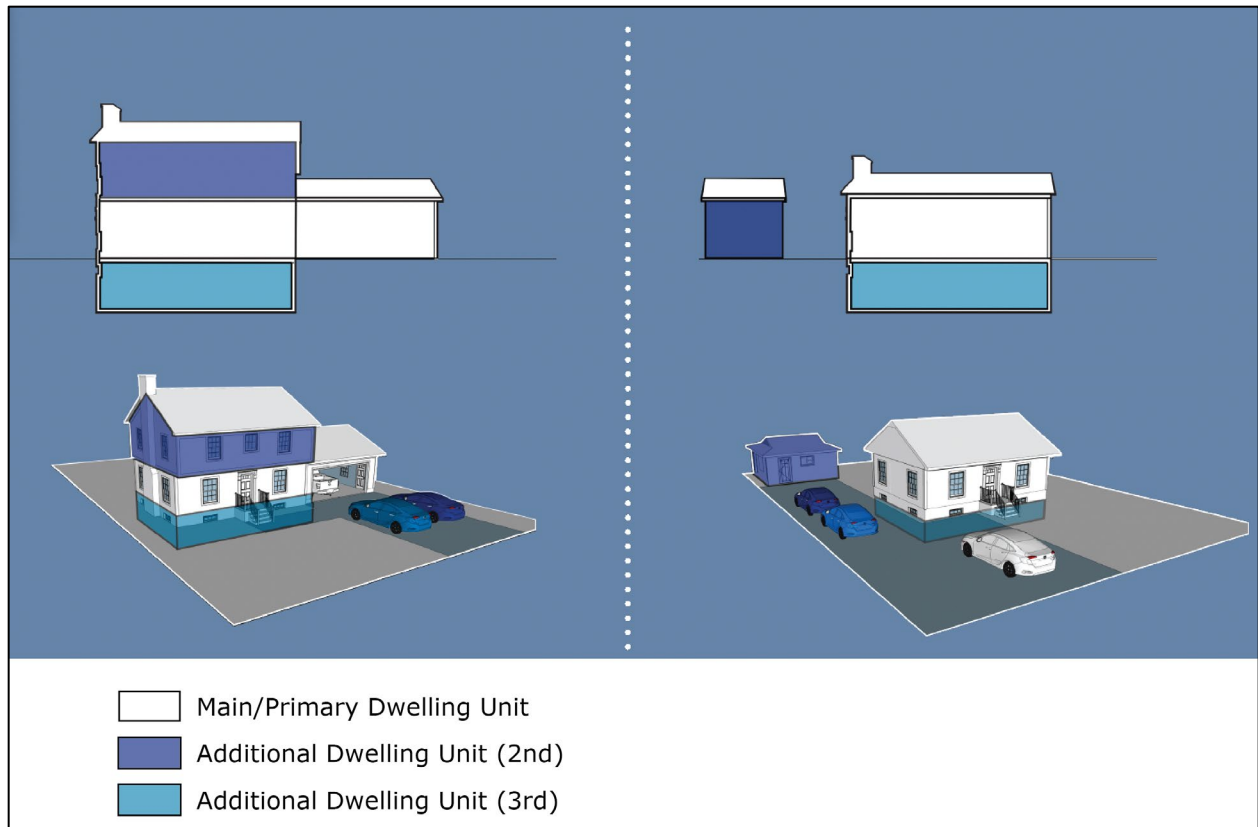 Main/Primary Dwelling Unit
Additional Dwelling Unit (2nd)
Additional Dwelling Unit (3rd)